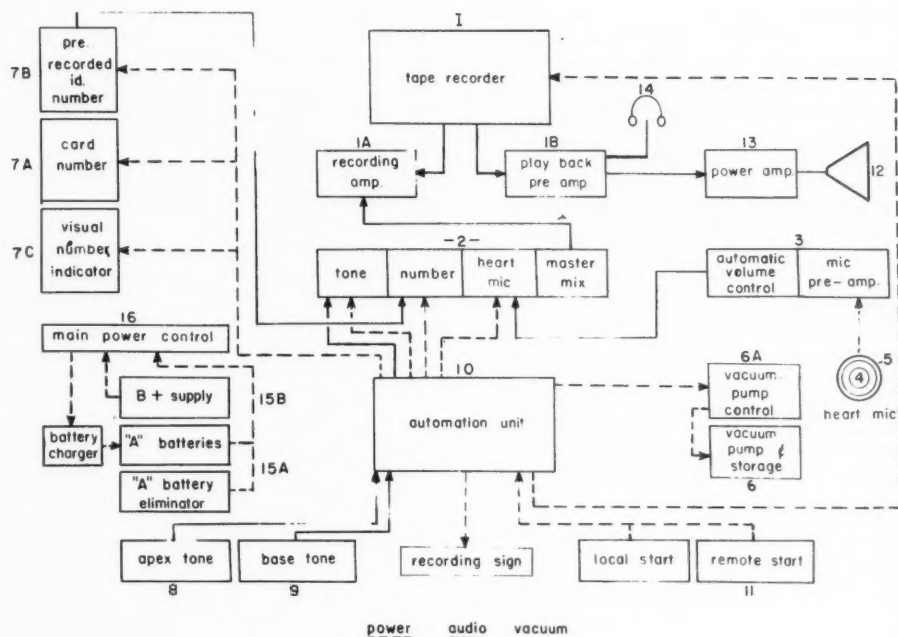 I
tape recorder
7B
pre.
recorded
id.
number
7A
card
number
7C
visual
number
indicator
1A
recording
amp.
1B
play back
pre amp.
14
13
power amp.
12
-2-
tone
number
heart
mic
master
mix
3
automatic
volume
control
mic
pre-amp.
4
5
heart mic
16
main power control
B + supply
15B
battery
charger
"A" batteries
15A
"A" battery
eliminator
10
automation unit
6A
vacuum
pump
control
vacuum
pump &
storage
6
apex tone
8
base tone
9
recording sign
local start
remote start
11
power audio vacuum